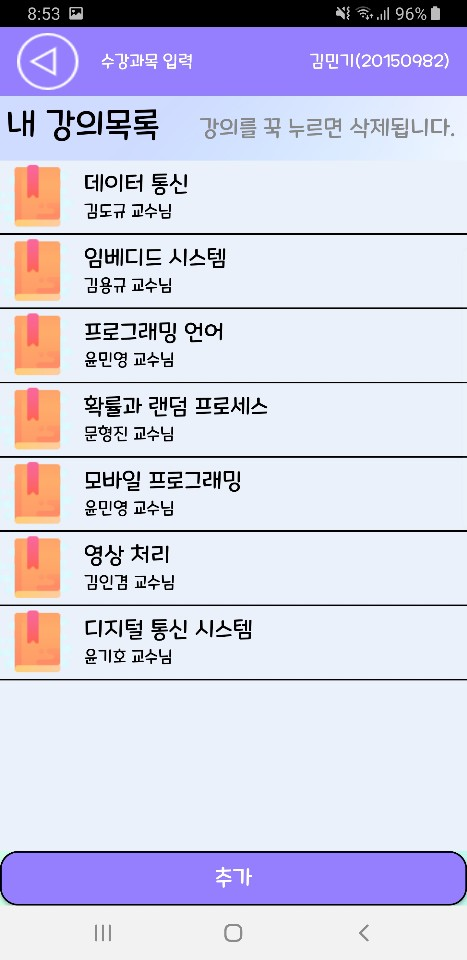 8:53 96%
수강과목 입력 김민기(20150982)
내 강의목록 강의를 꾹 누르면 삭제됩니다.
데이터 통신
김도규 교수님
임베디드 시스템
김용규 교수님
프로그래밍 언어
윤민영 교수님
확률과 랜덤 프로세스
문형진 교수님
모바일 프로그래밍
윤민영 교수님
영상 처리
김인겸 교수님
디지털 통신 시스템
윤기호 교수님
추가